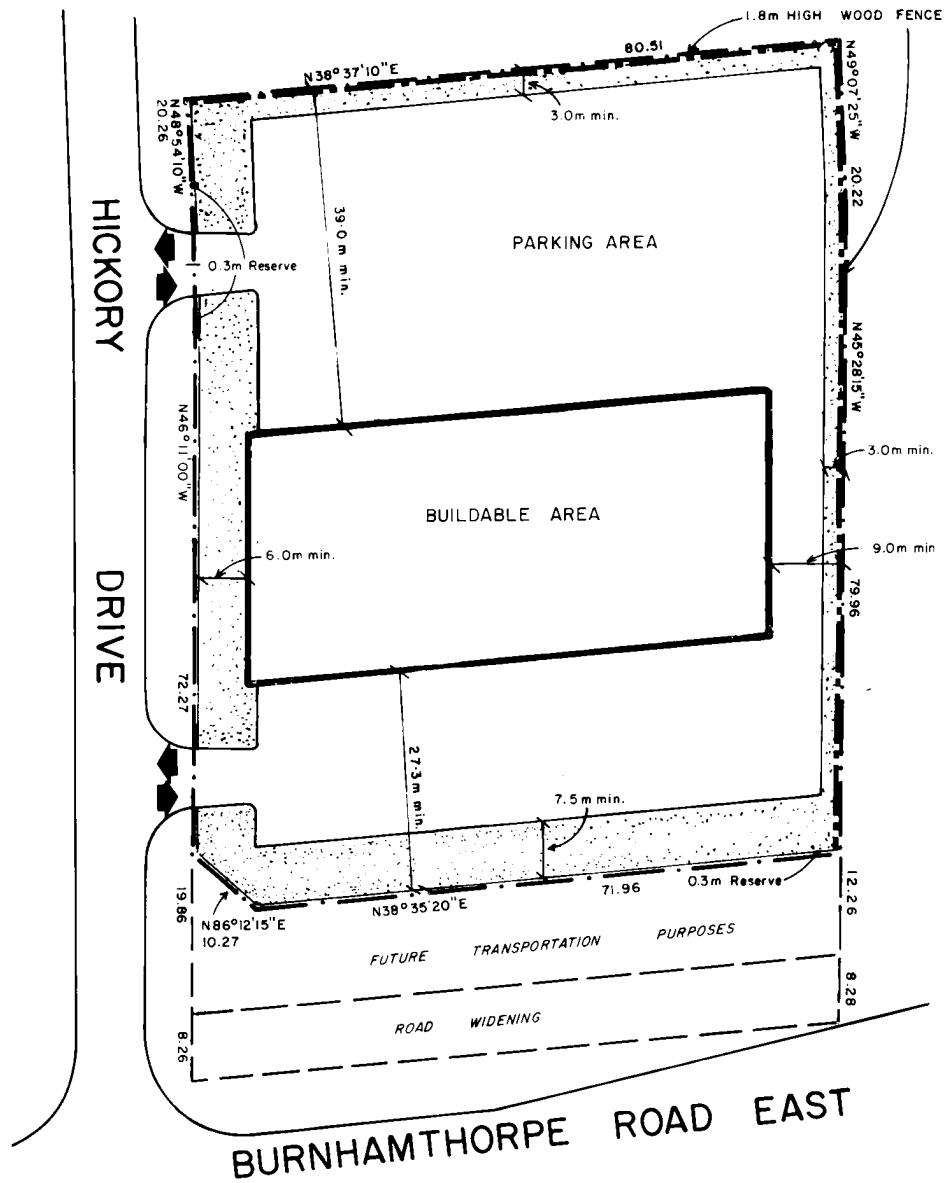 1.8m HIGH WOOD FENCE
80.51
N38°37'10"E
N49°07'25"W
20.22
3.0m min.
N48°54'10"W
20.26
39.0 m min.
PARKING AREA
0.3m Reserve
HICKORY DRIVE
N45°28'15"W
79.96
N46°11'00"W
72.27
3.0m min.
BUILDABLE AREA
6.0m min.
9.0m min
27.3 m min.
7.5m min.
0.3m Reserve
71.96
N38°35'20"E
N86°12'15"E
10.27
19.86
12.26
FUTURE TRANSPORTATION PURPOSES
8.28
ROAD WIDENING
8.26
BURNHAMTHORPE ROAD EAST